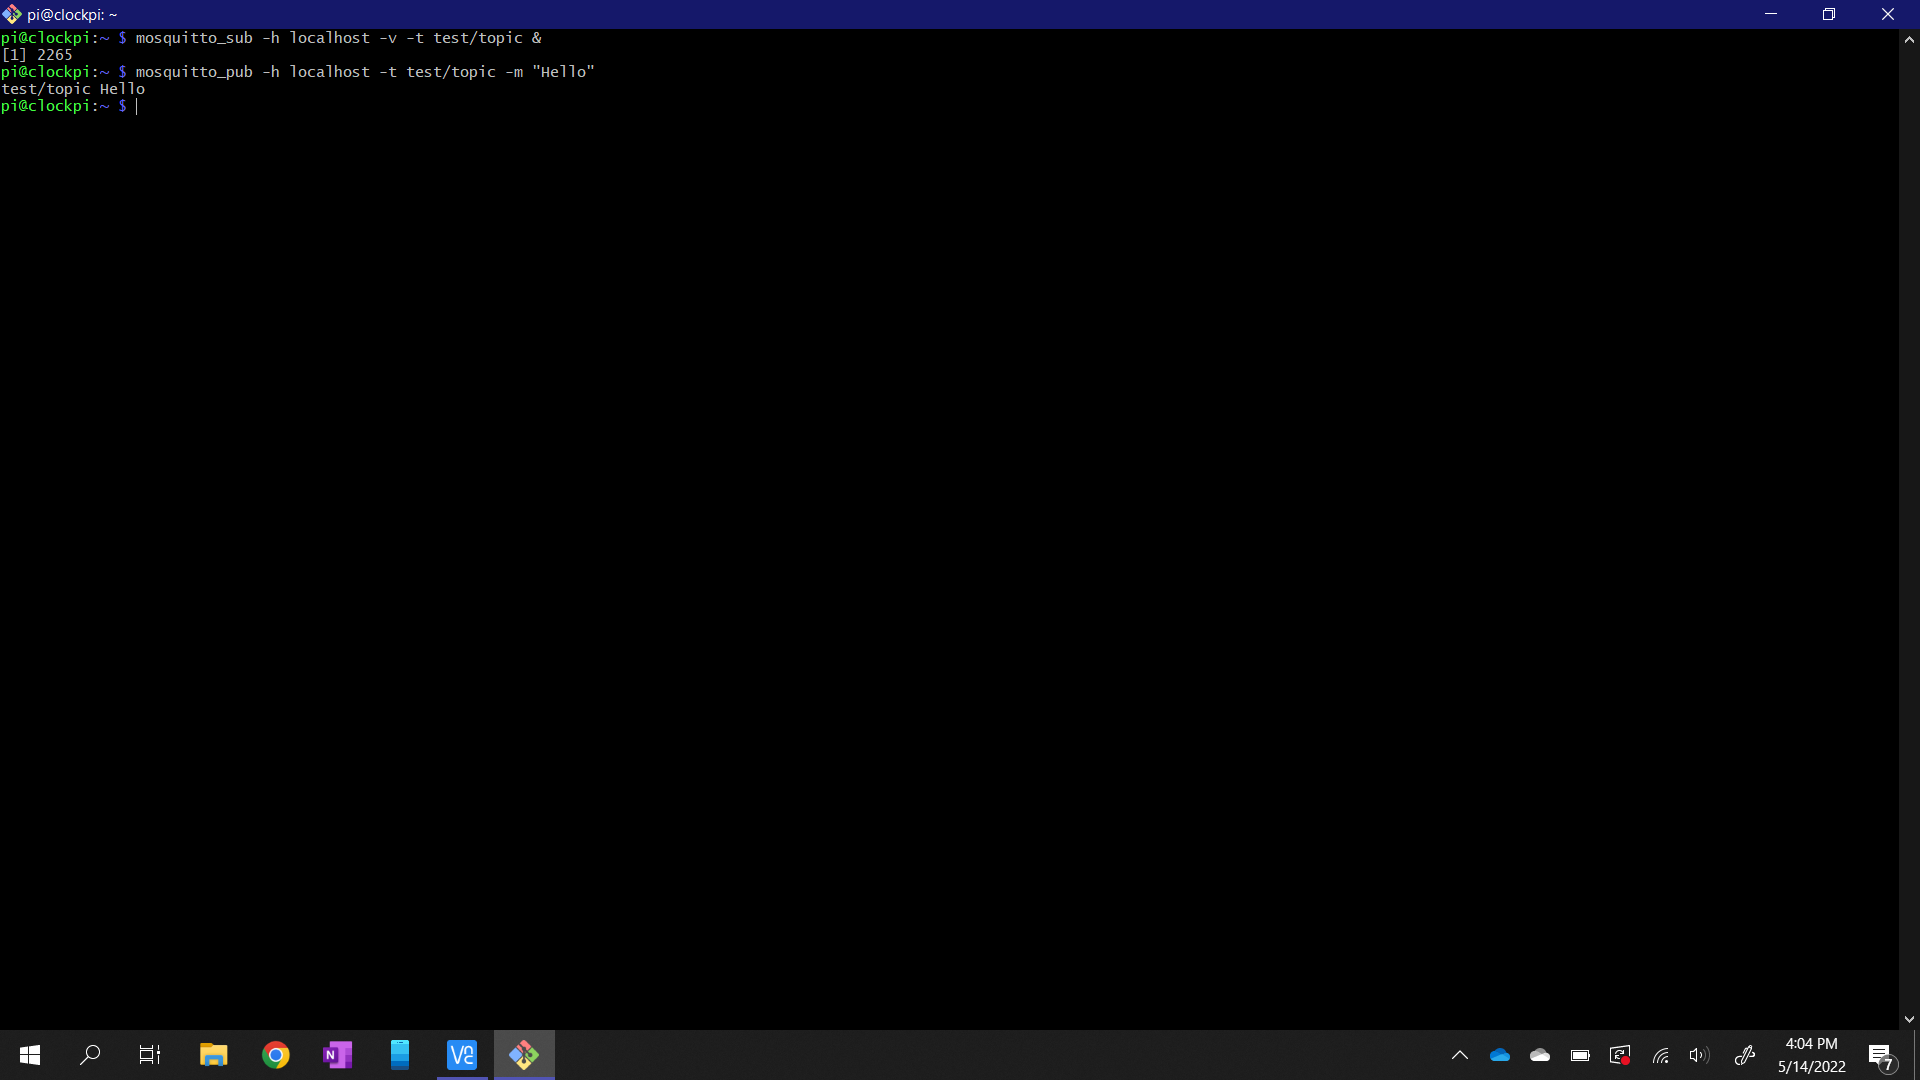 pi@clockpi: ~
pi@clockpi:~ $ mosquitto_sub -h localhost -v -t test/topic &
[1] 2265
pi@clockpi:~ $ mosquitto_pub -h localhost -t test/topic -m "Hello"
test/topic Hello
pi@clockpi:~ $
N
VC
4:04 PM
5/14/2022
7